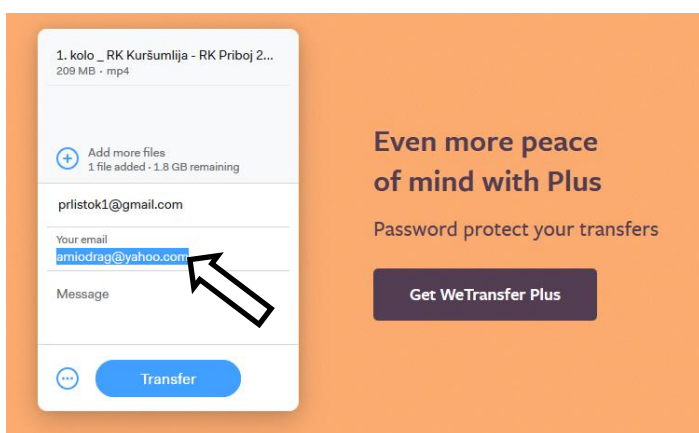 1. kolo _ RK Kuršumlija - RK Priboj 2...
209 MB · mp4
Add more files
1 file added · 1.8 GB remaining
prlistok1@gmail.com
Your email
amiodrag@yahoo.com
Message
Transfer
Even more peace
of mind with Plus
Password protect your transfers
Get WeTransfer Plus